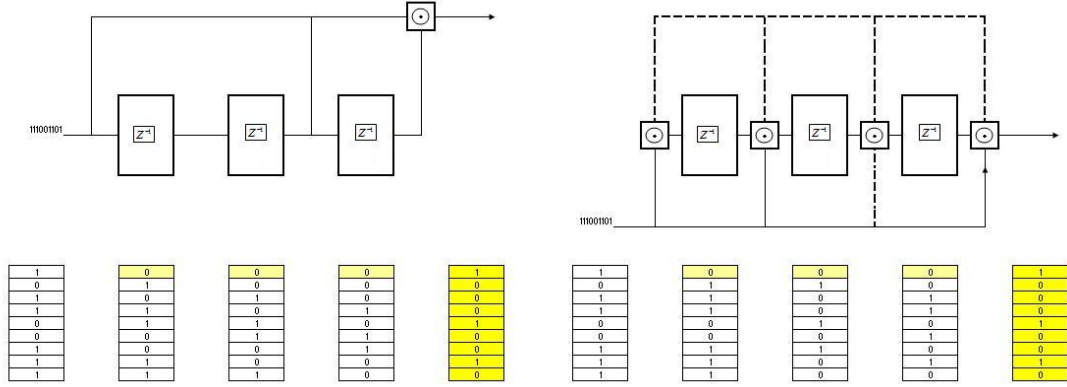 111001101
Z⁻¹
Z⁻¹
Z⁻¹
Z⁻¹
Z⁻¹
Z⁻¹
111001101
1 0 0 0 1 1 0 0 0 1
0 1 0 0 0 0 1 1 0 0
1 0 1 0 0 1 1 0 1 0
1 1 0 1 0 1 1 0 1 0
0 1 1 0 1 0 0 1 0 1
0 0 1 1 0 0 0 0 1 0
1 0 0 1 0 1 1 1 0 0
1 1 0 0 1 1 1 0 1 1
1 1 1 0 0 1 1 0 0 0